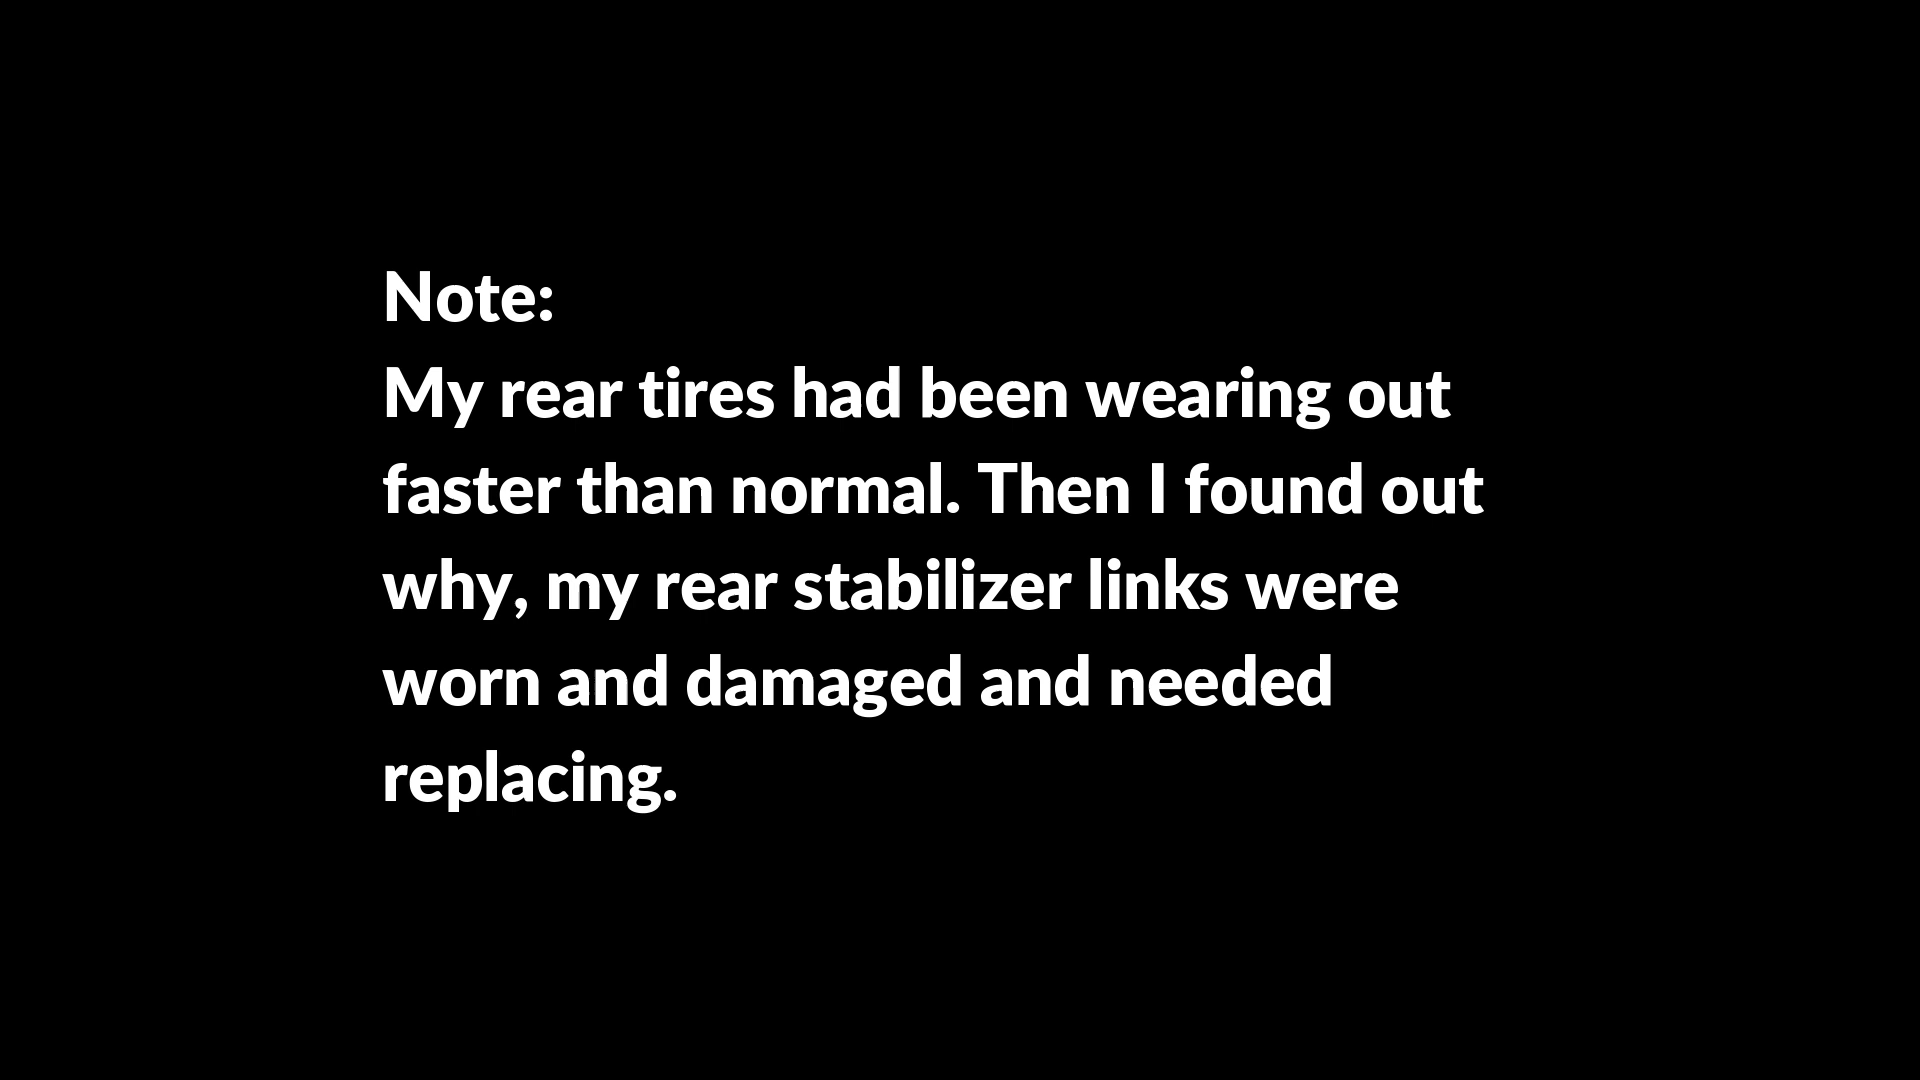 Note:
My rear tires had been wearing out
faster than normal. Then I found out
why, my rear stabilizer links were
worn and damaged and needed
replacing.